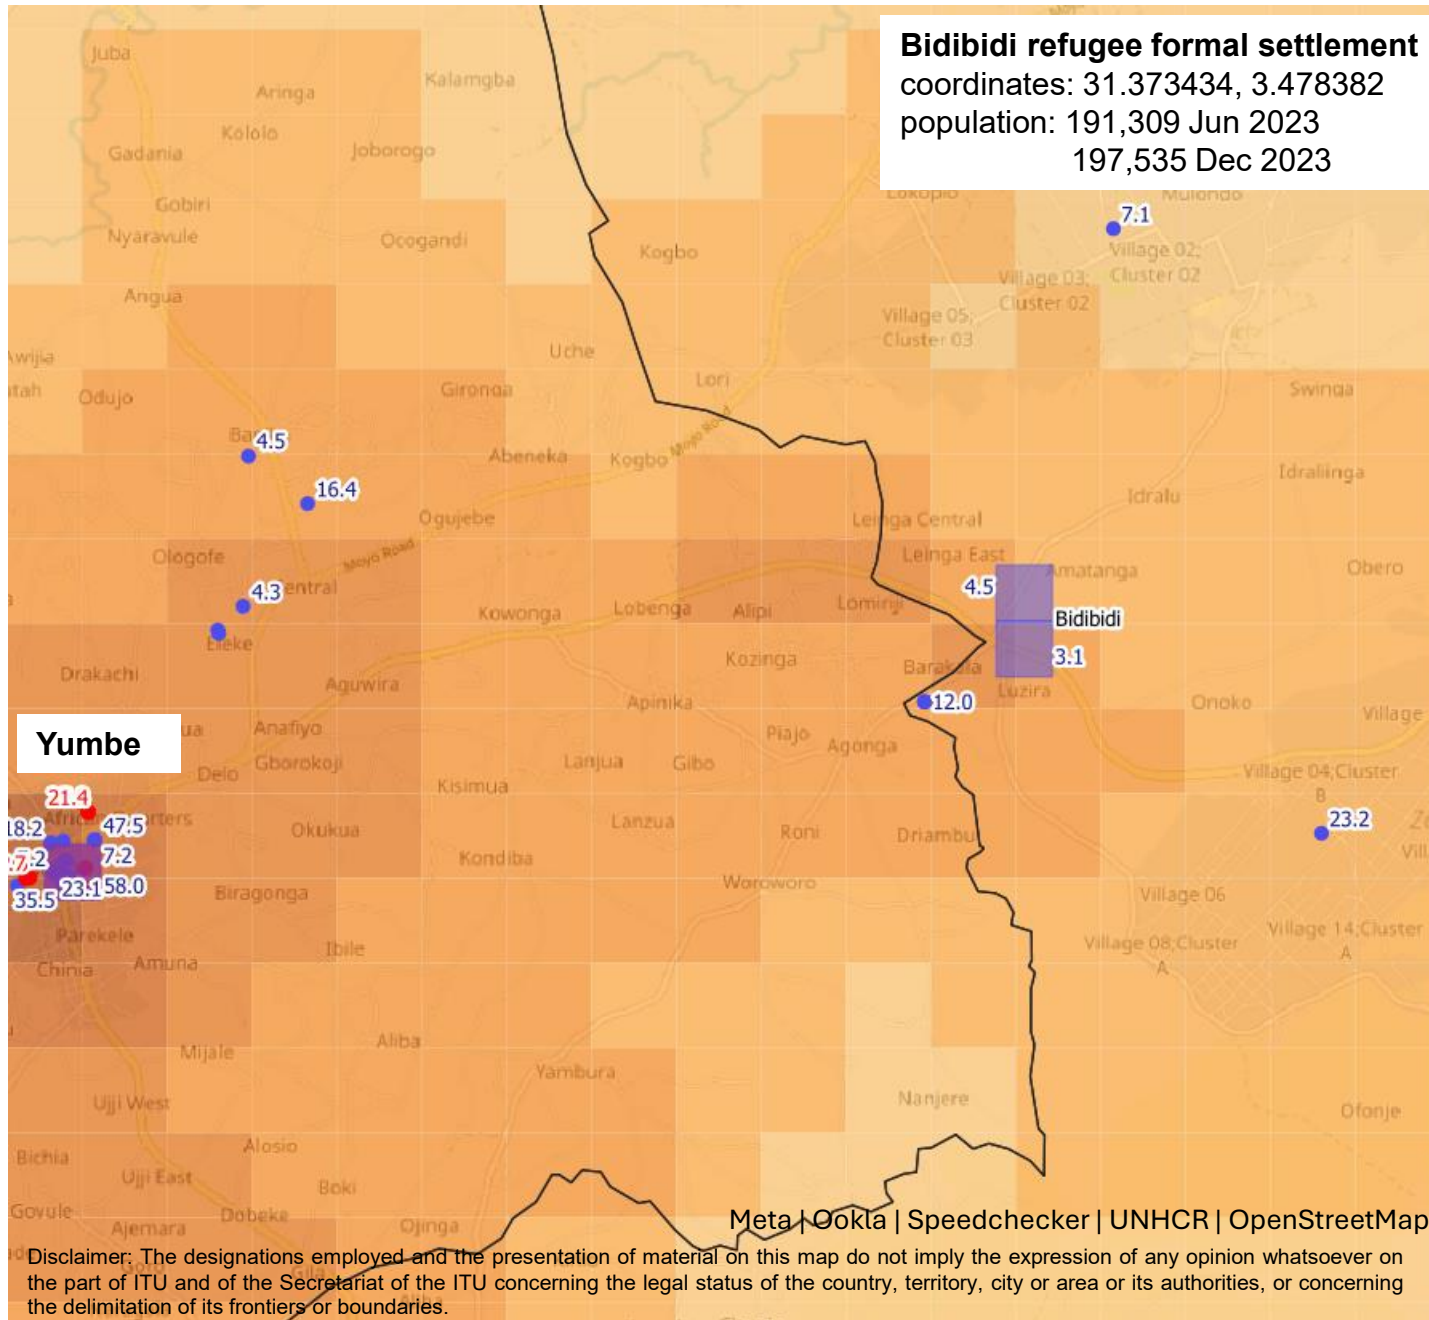 Bidibidi refugee formal settlement
coordinates: 31.373434, 3.478382
population: 191,309 Jun 2023
197,535 Dec 2023
Juba
Aringa
Kalamgba
Kololo
Gadania
Joborogo
Gobiri
Nyaravule
Ocogandi
Kogbo
Lokopio
Mulondo
7.1
Village 02;
Cluster 02
Village 03;
Cluster 02
Angua
Village 05;
Cluster 03
Awijia
Uche
Lori
Odujo
Gironga
Swinga
4.5
Abeneka
Kogbo
Moyo Road
16.4
Idraliinga
Idralu
Ogujebe
Leinga Central
Ologofe
Moyo Road
Leinga East
Amatanga
Obero
4.3
entral
4.5
Kowonga
Lobenga
Alipi
Lominji
Bidibidi
Eleke
3.1
Drakachi
Kozinga
Barakala
Aguwira
Luzira
Apinika
12.0
Onoko
Village
Yumbe
ua
Anafiyo
Piajo
Agonga
Delo
Gborokoji
Lanjua
Gibo
Village 04;Cluster
B
Kisimua
21.4
47.5
18.2
Okukua
Lanzua
Roni
Driambu
23.2
7.2
Kondiba
35.5
23.1
58.0
Biragonga
Woroworo
Village 06
Parekele
Ibile
Village 08;Cluster
A
Village 14;Cluster
A
Chinia
Amuna
Mijale
Aliba
Yambura
Ujji West
Nanjere
Ofonje
Bichia
Alosio
Ujji East
Boki
Govule
Ajemara
Dobeke
Ojinga
Meta | Ookla | Speedchecker | UNHCR | OpenStreetMap
Disclaimer: The designations employed and the presentation of material on this map do not imply the expression of any opinion whatsoever on
the part of ITU and of the Secretariat of the ITU concerning the legal status of the country, territory, city or area or its authorities, or concerning
the delimitation of its frontiers or boundaries.